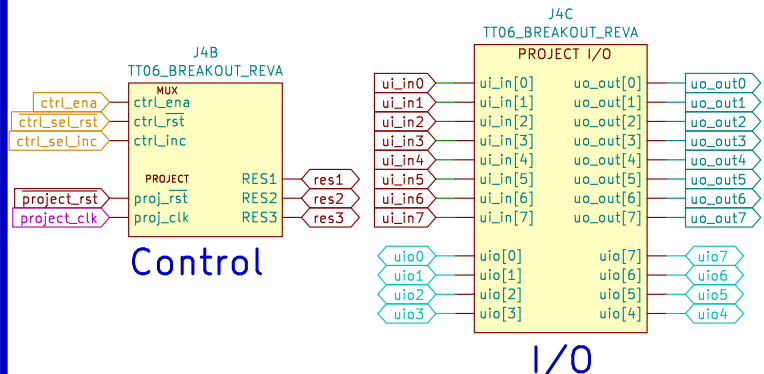 J4B
TT06_BREAKOUT_REVA
MUX
ctrl_ena ctrl_ena
ctrl_sel_rst ctrl_rst
ctrl_sel_inc ctrl_inc
PROJECT
RES1 res1
project_rst proj_rst RES2 res2
project_clk proj_clk RES3 res3
Control
J4C
TT06_BREAKOUT_REVA
PROJECT I/O
ui_in0 ui_in[0] uo_out[0] uo_out0
ui_in1 ui_in[1] uo_out[1] uo_out1
ui_in2 ui_in[2] uo_out[2] uo_out2
ui_in3 ui_in[3] uo_out[3] uo_out3
ui_in4 ui_in[4] uo_out[4] uo_out4
ui_in5 ui_in[5] uo_out[5] uo_out5
ui_in6 ui_in[6] uo_out[6] uo_out6
ui_in7 ui_in[7] uo_out[7] uo_out7
uio0 uio[0] uio[7] uio7
uio1 uio[1] uio[6] uio6
uio2 uio[2] uio[5] uio5
uio3 uio[3] uio[4] uio4
I/O